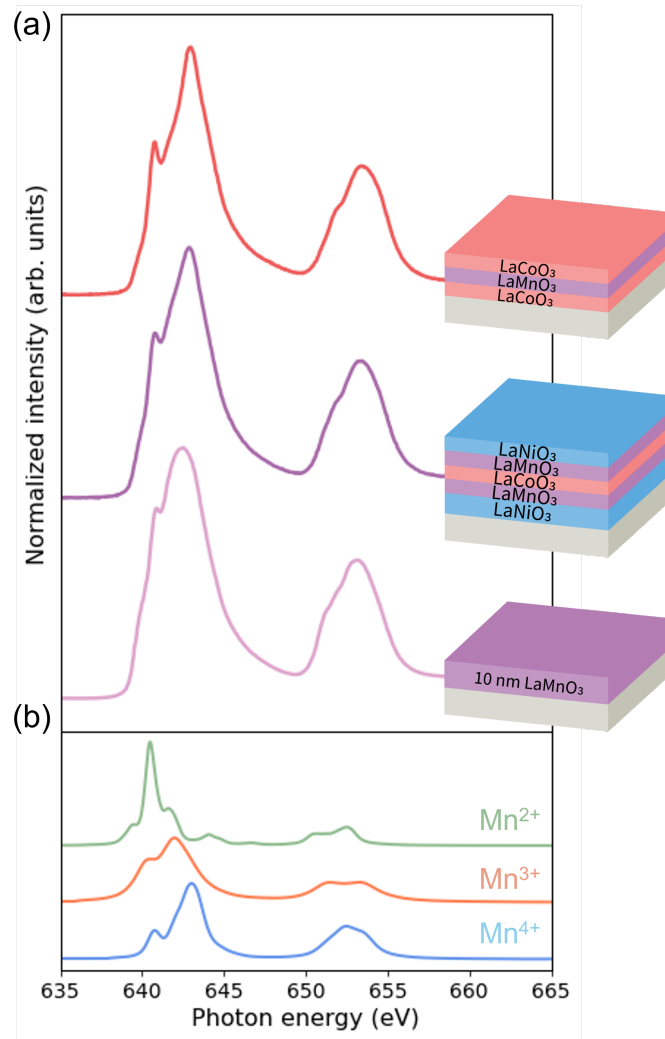 (a)
Normalized intensity (arb. units)
LaCoO₃
LaMnO₃
LaCoO₃
LaNiO₃
LaMnO₃
LaCoO₃
LaMnO₃
LaNiO₃
10 nm LaMnO₃
(b)
Mn²⁺
Mn³⁺
Mn⁴⁺
635 640 645 650 655 660 665
Photon energy (eV)